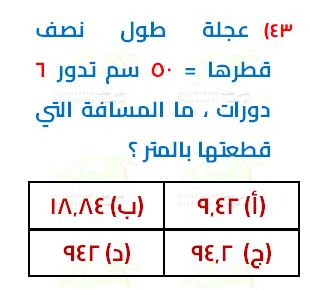 ٤٣) عجلة طول نصف
قطرها = ٥٠ سم تدور ٦
دورات ، ما المسافة التي
قطعتها بالمتر ؟
(أ) ٩,٤٢ (ب) ١٨,٨٤
(ج) ٩٤,٢ (د) ٩٤٢